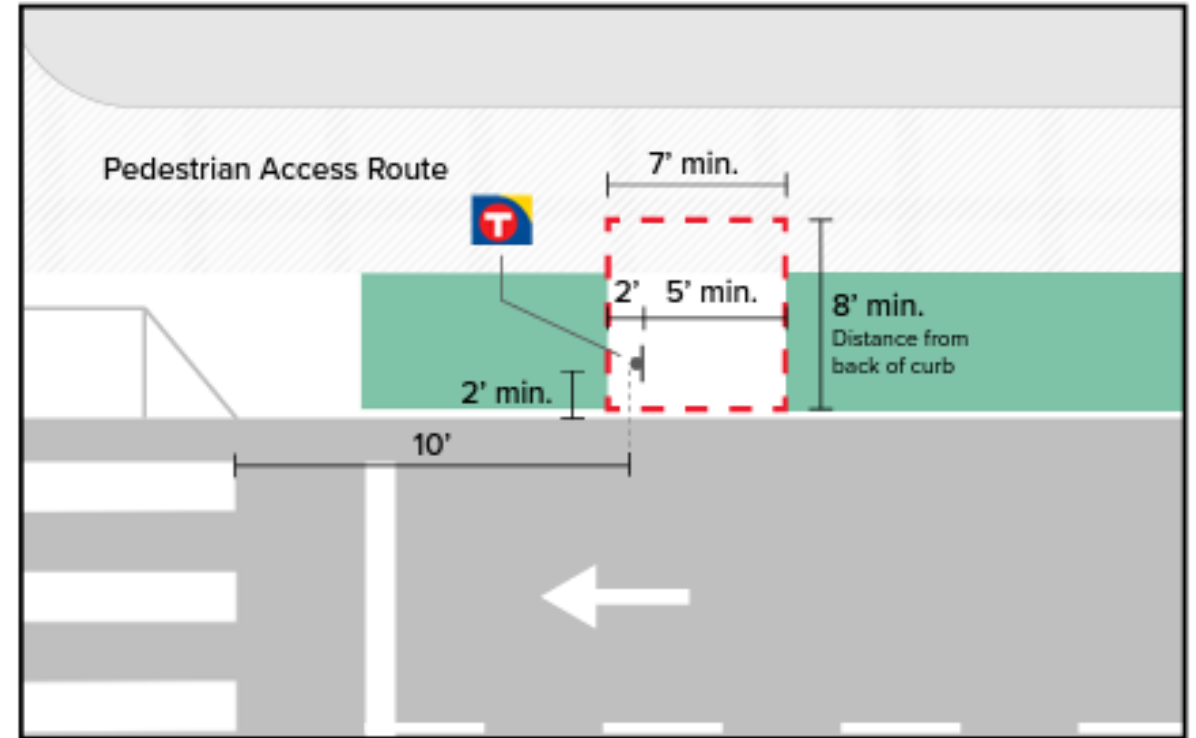 7’ min.
Pedestrian Access Route
T
2’ 5’ min.
8’ min.
Distance from
back of curb
2’ min.
10’